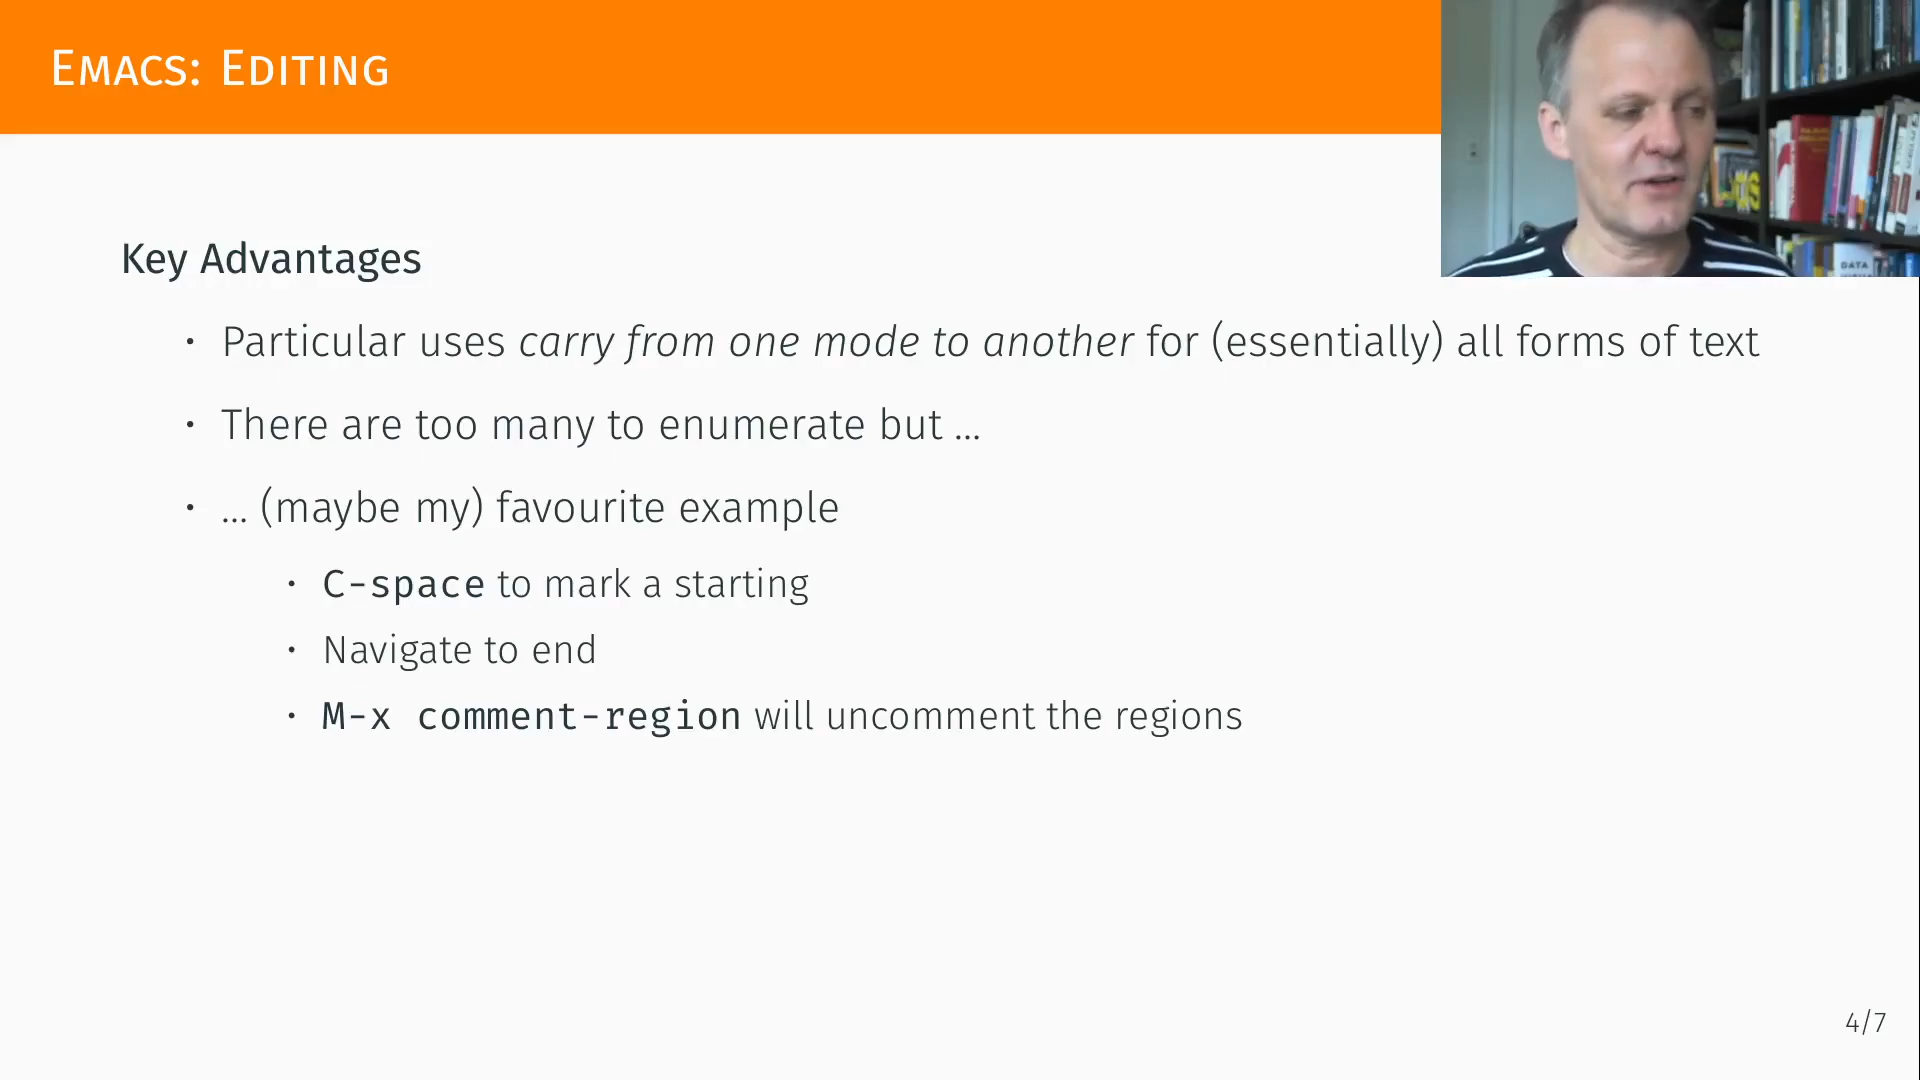 Emacs: Editing
Key Advantages
• Particular uses carry from one mode to another for (essentially) all forms of text
• There are too many to enumerate but ...
• ... (maybe my) favourite example
• C-space to mark a starting
• Navigate to end
• M-x comment-region will uncomment the regions
DATA
4/7